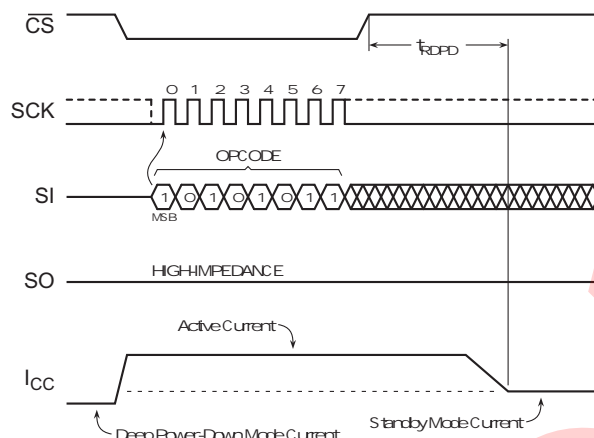 CS
tRDPD
0 1 2 3 4 5 6 7
SCK
OPCODE
SI
1 0 1 0 1 0 1 1
MSB
HIGH-IMPEDANCE
SO
Active Current
ICC
Standby Mode Current
Deep Power-Down Mode Current